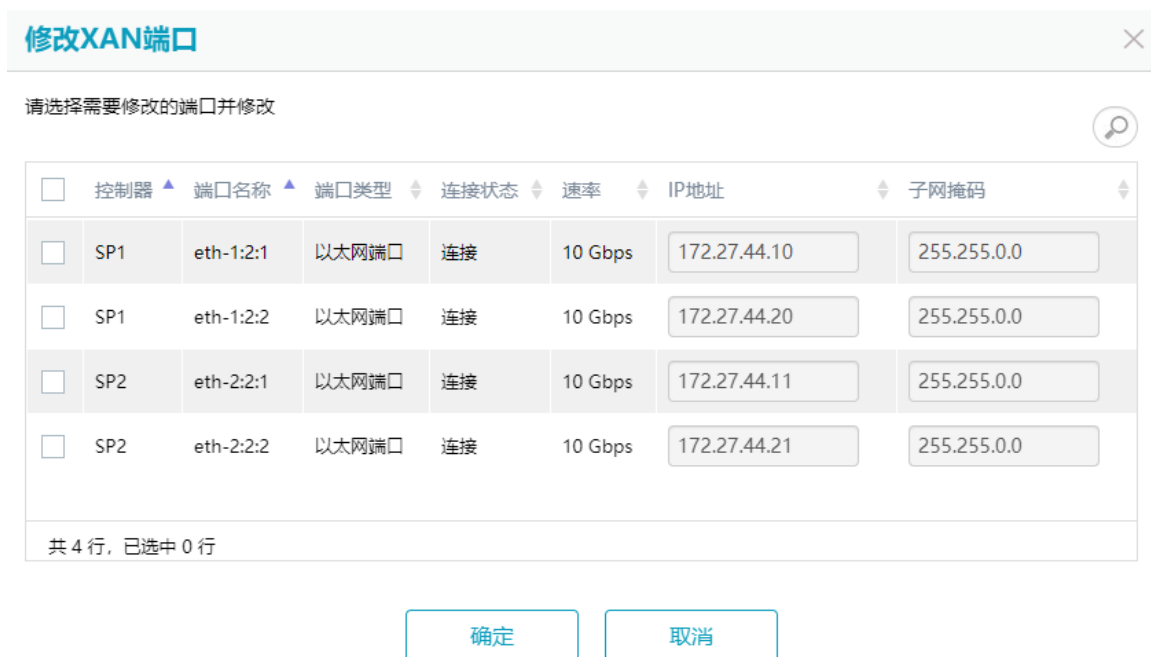 修改XAN端口
请选择需要修改的端口并修改
控制器 端口名称 端口类型 连接状态 速率 IP地址 子网掩码
SP1 eth-1:2:1 以太网端口 连接 10 Gbps 172.27.44.10 255.255.0.0
SP1 eth-1:2:2 以太网端口 连接 10 Gbps 172.27.44.20 255.255.0.0
SP2 eth-2:2:1 以太网端口 连接 10 Gbps 172.27.44.11 255.255.0.0
SP2 eth-2:2:2 以太网端口 连接 10 Gbps 172.27.44.21 255.255.0.0
共 4 行, 已选中 0 行
确定 取消